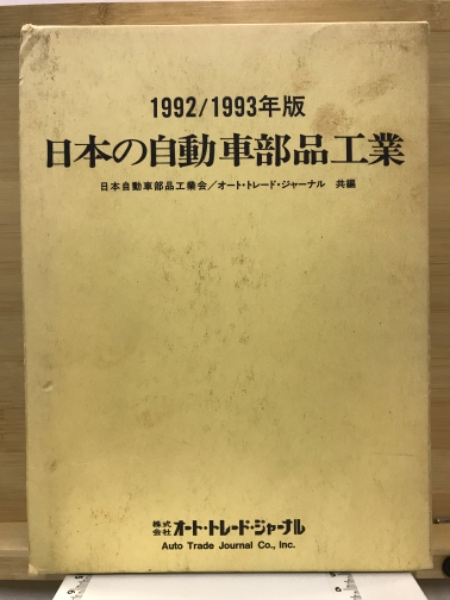 1992/1993年版
日本の自動車部品工業
日本自動車部品工業会/オート・トレード・ジャーナル 共編
株式会社 オート・トレード・ジャーナル
Auto Trade Journal Co., Inc.